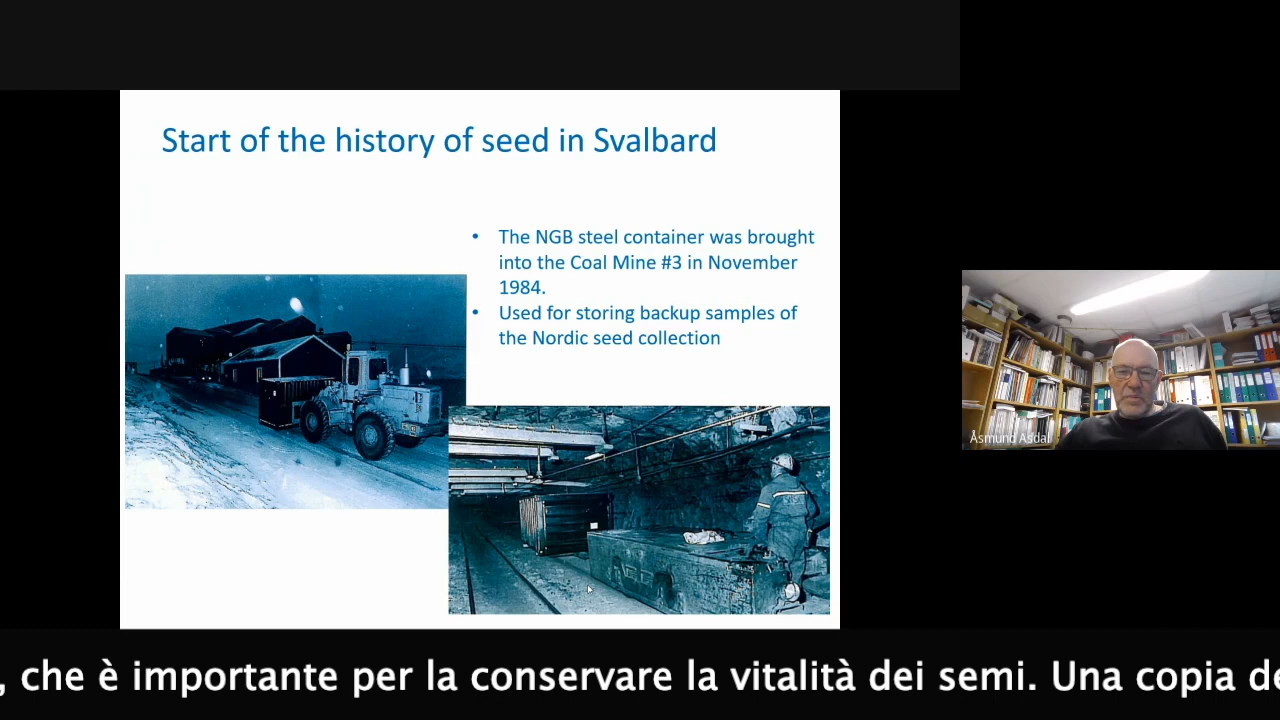 Start of the history of seed in Svalbard
• The NGB steel container was brought
into the Coal Mine #3 in November
1984.
• Used for storing backup samples of
the Nordic seed collection
Åsmund Asdal
, che è importante per la conservare la vitalità dei semi. Una copia de